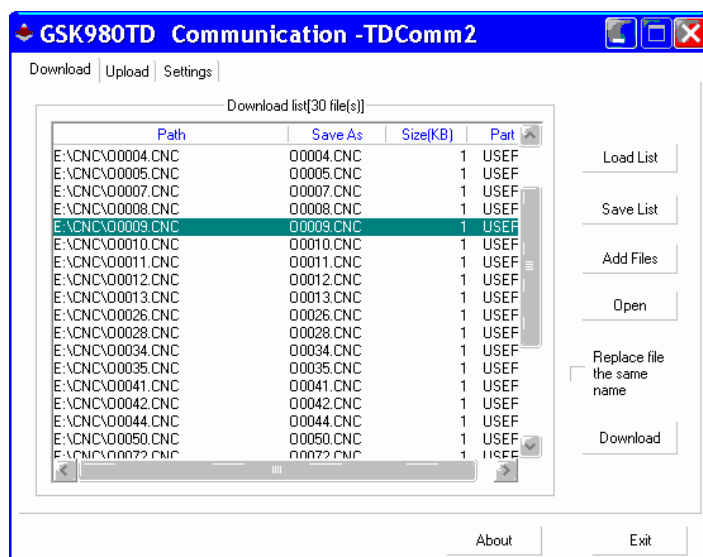 GSK980TD Communication -TDComm2
Download Upload Settings
Download list[30 file(s)]
Path Save As Size(KB) Part
E:\CNC\O0004.CNC O0004.CNC 1 USEF
E:\CNC\O0005.CNC O0005.CNC 1 USEF
E:\CNC\O0007.CNC O0007.CNC 1 USEF
E:\CNC\O0008.CNC O0008.CNC 1 USEF
E:\CNC\O0009.CNC O0009.CNC 1 USEF
E:\CNC\O0010.CNC O0010.CNC 1 USEF
E:\CNC\O0011.CNC O0011.CNC 1 USEF
E:\CNC\O0012.CNC O0012.CNC 1 USEF
E:\CNC\O0013.CNC O0013.CNC 1 USEF
E:\CNC\O0026.CNC O0026.CNC 1 USEF
E:\CNC\O0028.CNC O0028.CNC 1 USEF
E:\CNC\O0034.CNC O0034.CNC 1 USEF
E:\CNC\O0035.CNC O0035.CNC 1 USEF
E:\CNC\O0041.CNC O0041.CNC 1 USEF
E:\CNC\O0042.CNC O0042.CNC 1 USEF
E:\CNC\O0044.CNC O0044.CNC 1 USEF
E:\CNC\O0050.CNC O0050.CNC 1 USEF
E:\CNC\O0072.CNC O0072.CNC 1 USEF
Load List
Save List
Add Files
Open
Replace file
the same
name
Download
About Exit